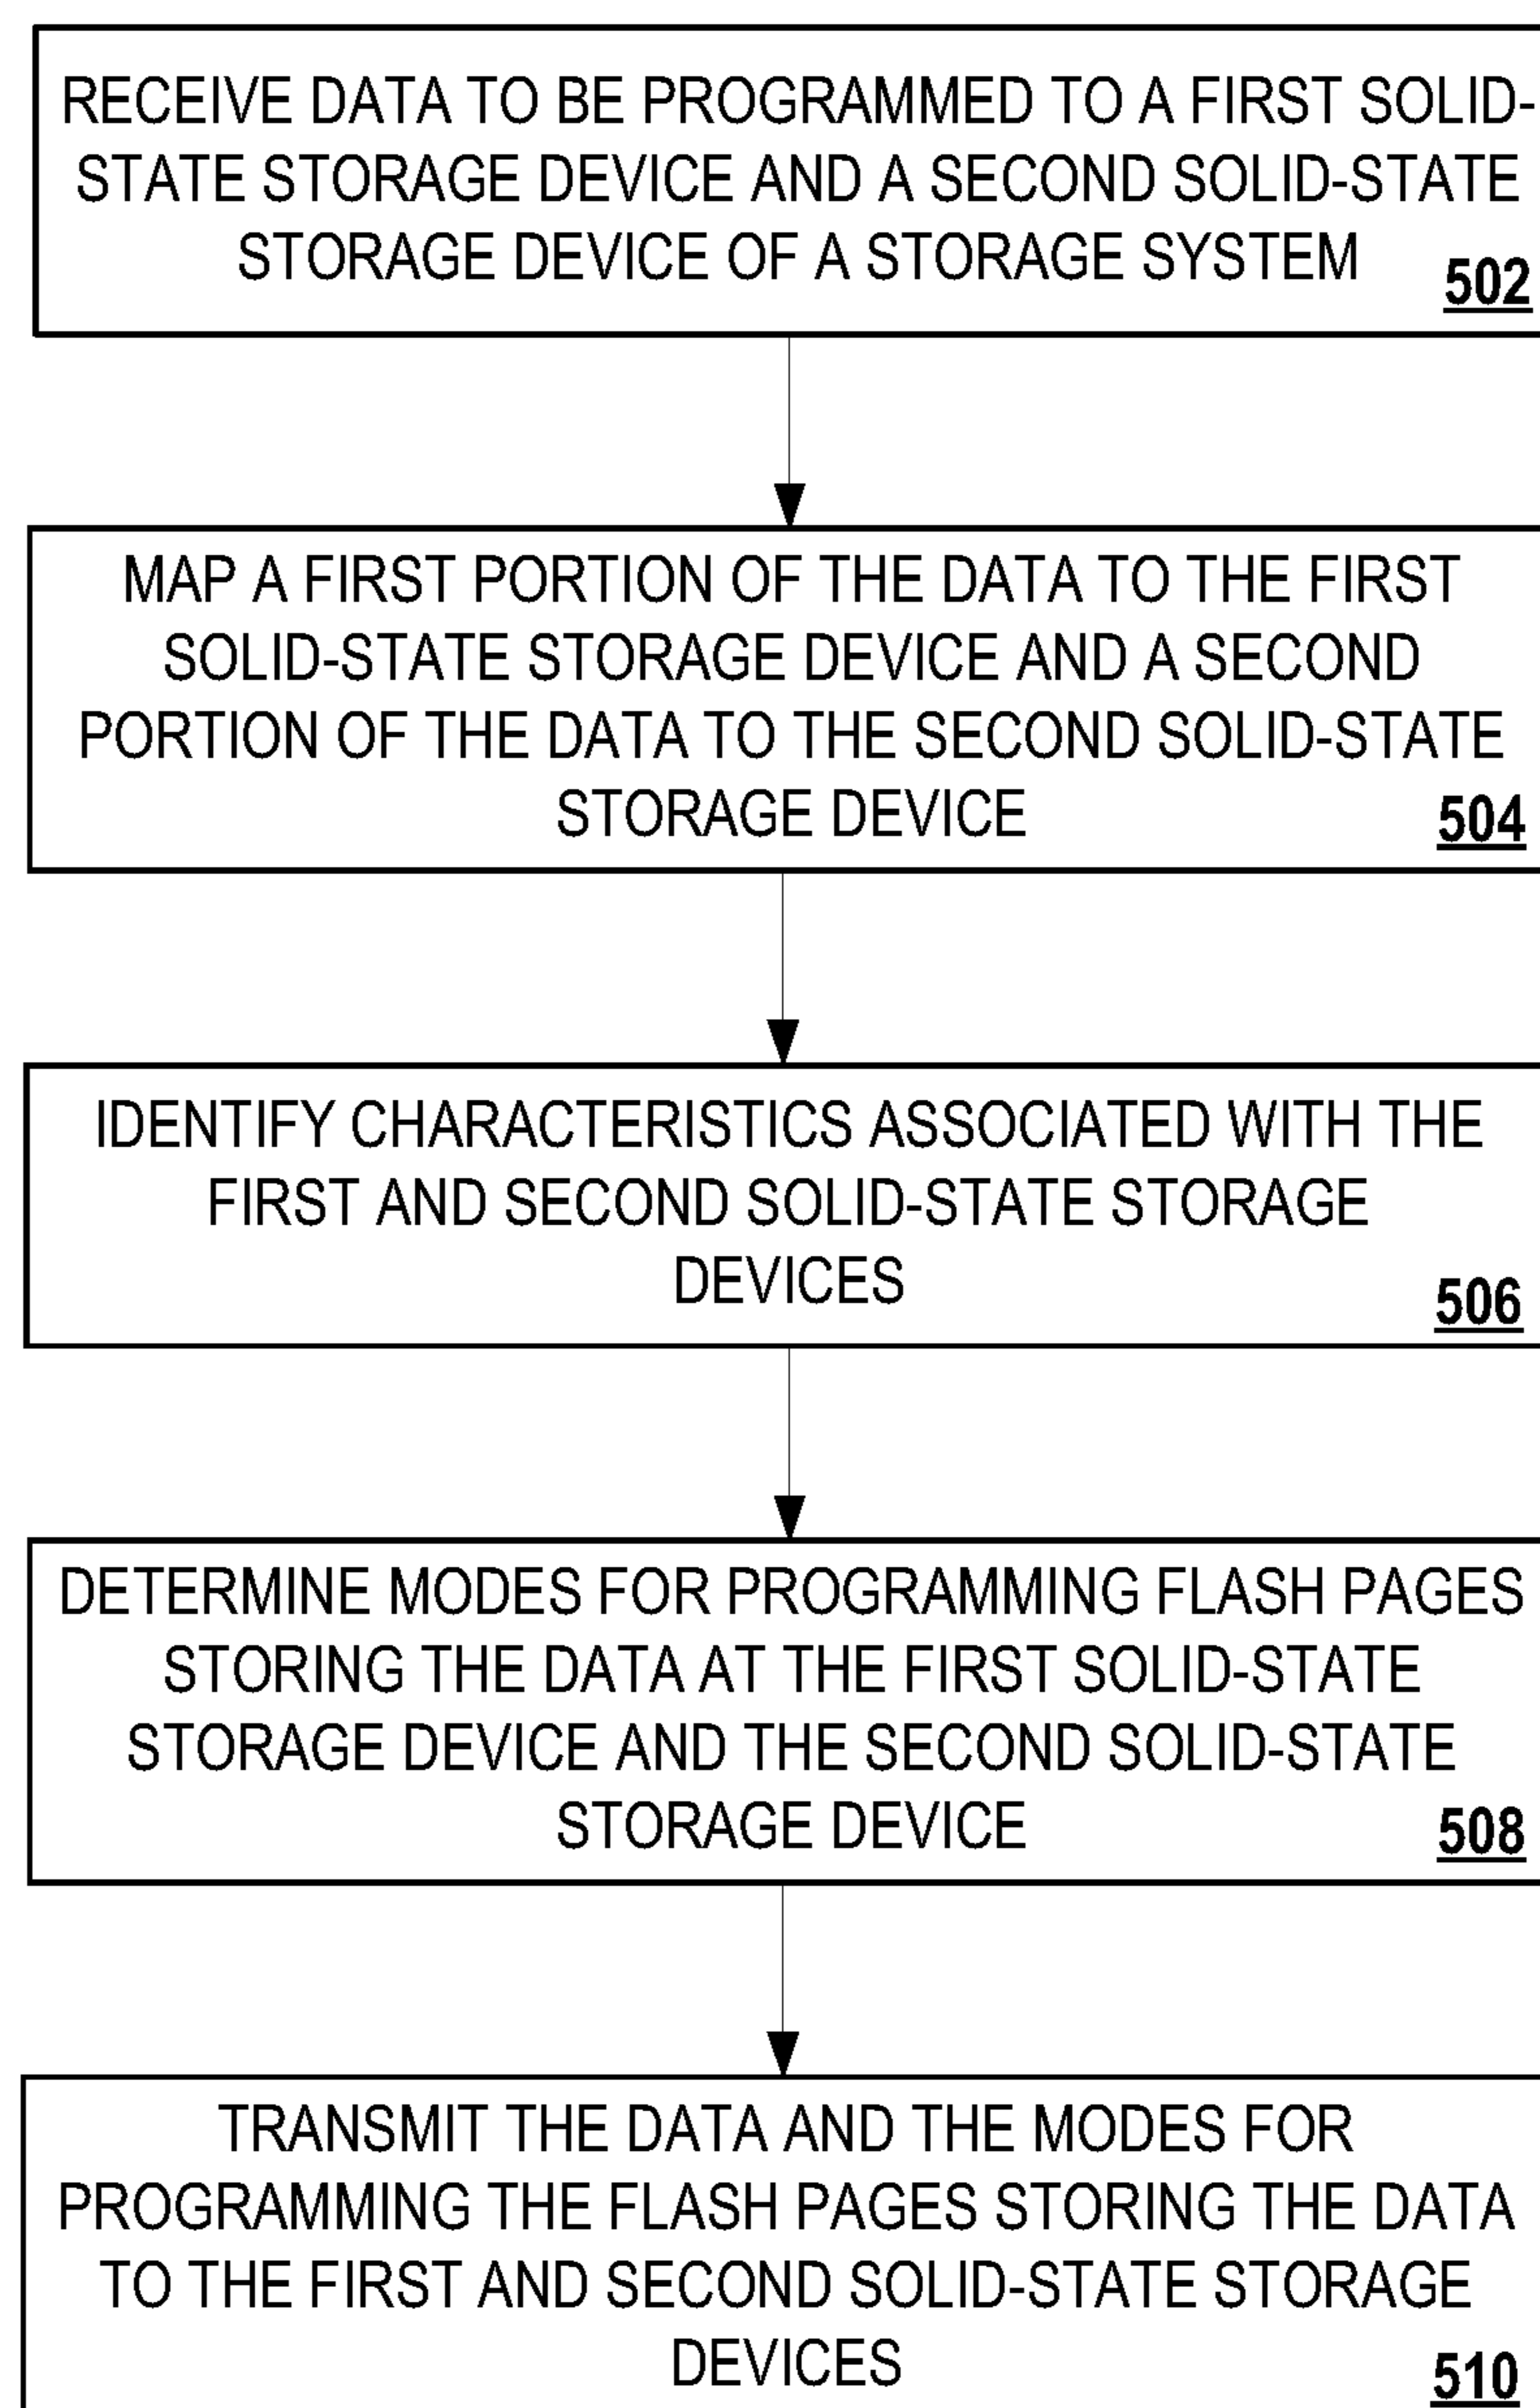 RECEIVE DATA TO BE PROGRAMMED TO A FIRST SOLID-
STATE STORAGE DEVICE AND A SECOND SOLID-STATE
STORAGE DEVICE OF A STORAGE SYSTEM
502
MAP A FIRST PORTION OF THE DATA TO THE FIRST
SOLID-STATE STORAGE DEVICE AND A SECOND
PORTION OF THE DATA TO THE SECOND SOLID-STATE
STORAGE DEVICE
504
IDENTIFY CHARACTERISTICS ASSOCIATED WITH THE
FIRST AND SECOND SOLID-STATE STORAGE
DEVICES
506
DETERMINE MODES FOR PROGRAMMING FLASH PAGES
STORING THE DATA AT THE FIRST SOLID-STATE
STORAGE DEVICE AND THE SECOND SOLID-STATE
STORAGE DEVICE
508
TRANSMIT THE DATA AND THE MODES FOR
PROGRAMMING THE FLASH PAGES STORING THE DATA
TO THE FIRST AND SECOND SOLID-STATE STORAGE
DEVICES
510